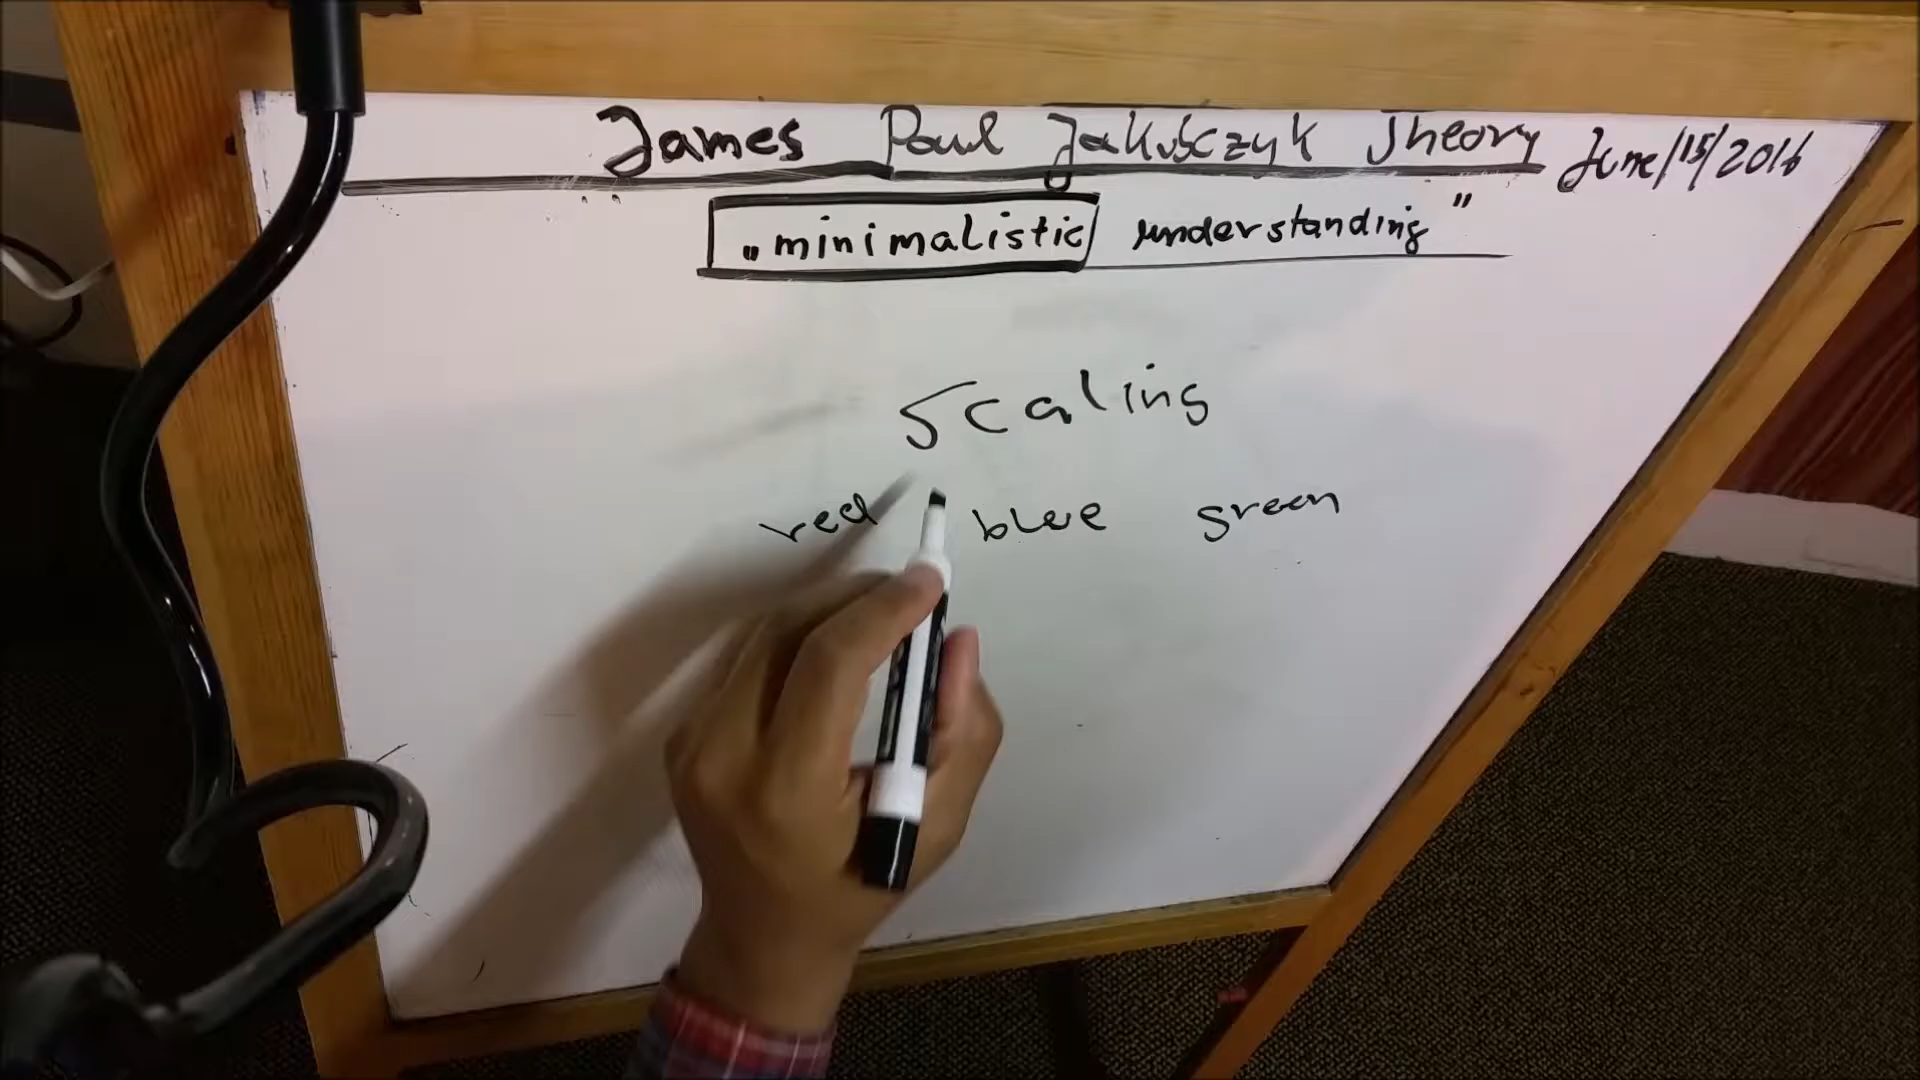 James Paul Jakubczyk Theory June/15/2016
„minimalistic understanding"
Scaling
red blue green